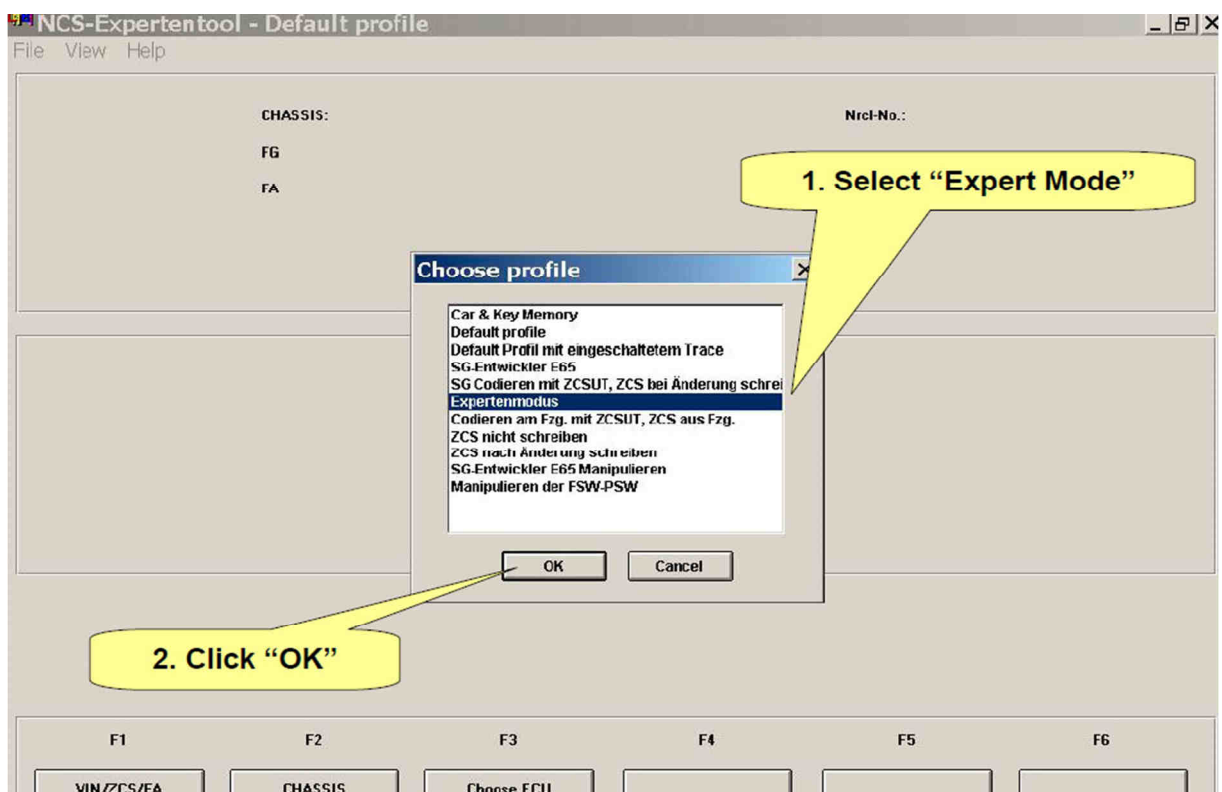 NCS-Expertentool - Default profile
File View Help
CHASSIS:
Nrcl-No.:
FG
FA
1. Select “Expert Mode”
Choose profile
Car & Key Memory
Default profile
Default Profil mit eingeschaltetem Trace
SG-Entwickler E65
SG Codieren mit ZCSUT, ZCS bei Änderung schrei
Expertenmodus
Codieren am Fzg. mit ZCSUT, ZCS aus Fzg.
ZCS nicht schreiben
ZCS nach Änderung schreiben
SG-Entwickler E65 Manipulieren
Manipulieren der FSW-PSW
OK Cancel
2. Click “OK”
F1 F2 F3 F4 F5 F6
VIN/ZCS/FA CHASSIS Choose ECU